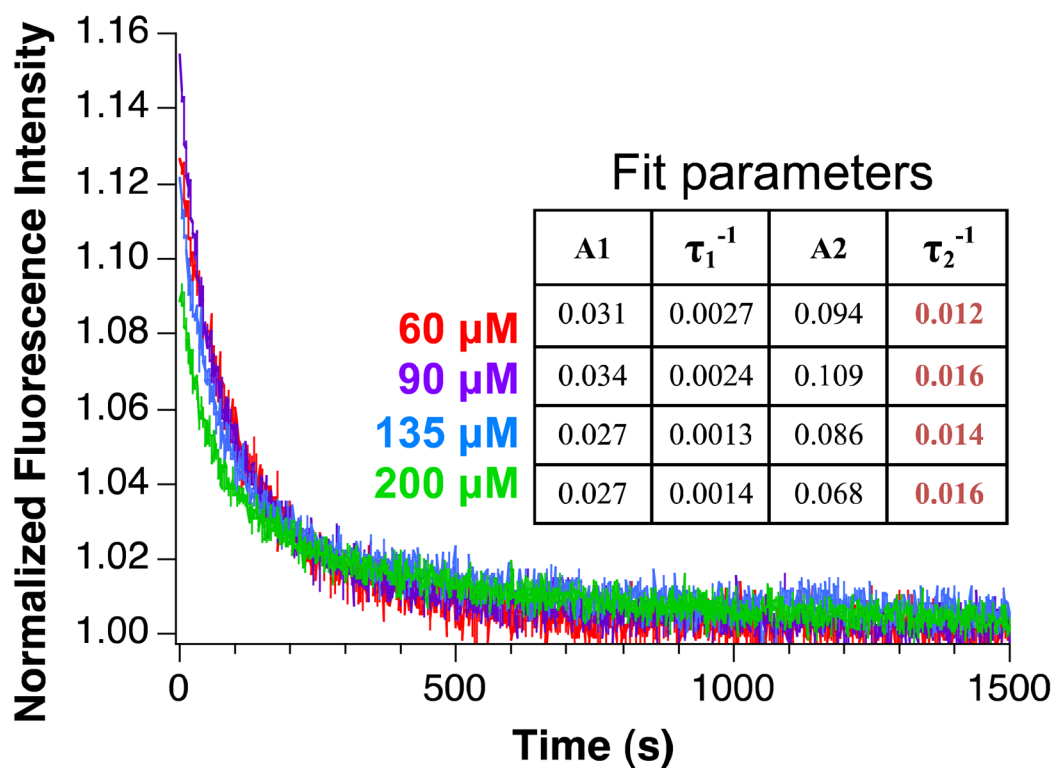 Normalized Fluorescence Intensity
1.16
1.14
1.12
1.10
1.08
1.06
1.04
1.02
1.00
Fit parameters
A1 τ₁⁻¹ A2 τ₂⁻¹
60 µM 0.031 0.0027 0.094 0.012
90 µM 0.034 0.0024 0.109 0.016
135 µM 0.027 0.0013 0.086 0.014
200 µM 0.027 0.0014 0.068 0.016
0 500 1000 1500
Time (s)